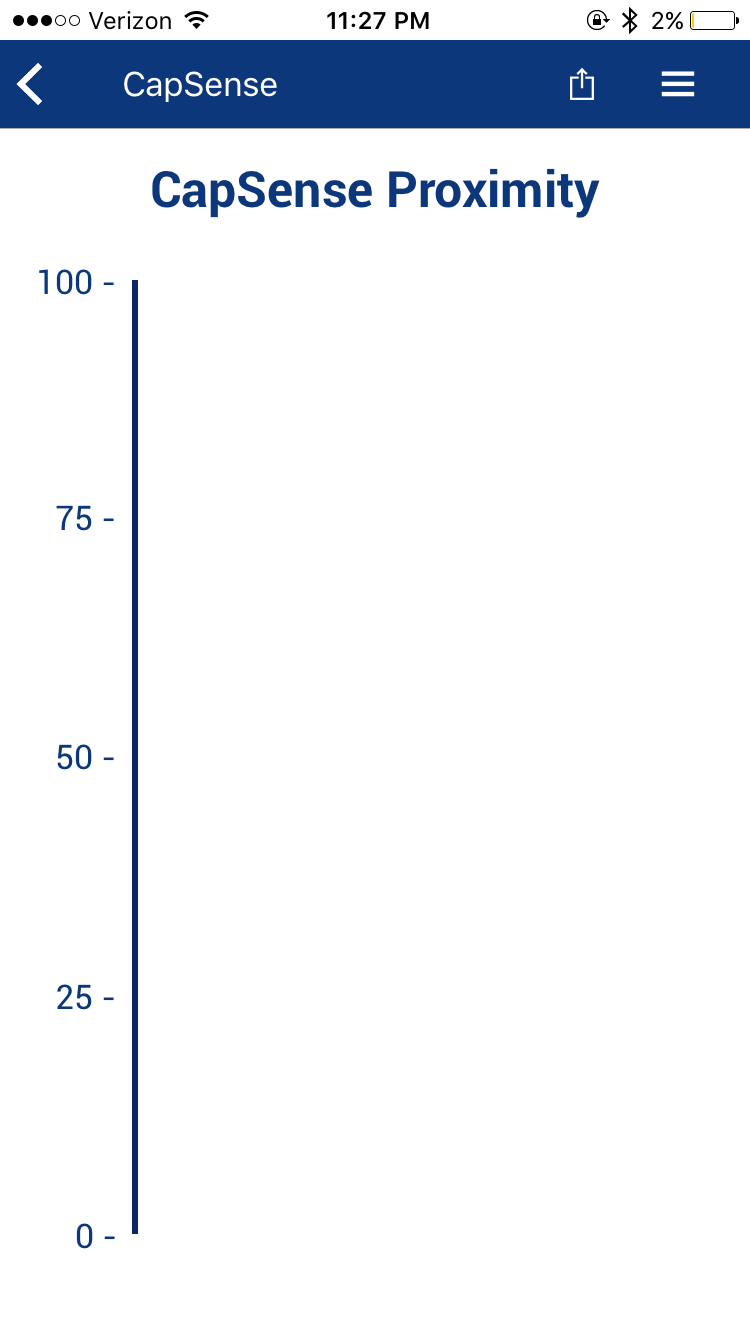 Verizon 11:27 PM 2%
CapSense
CapSense Proximity
100 -
75 -
50 -
25 -
0 -